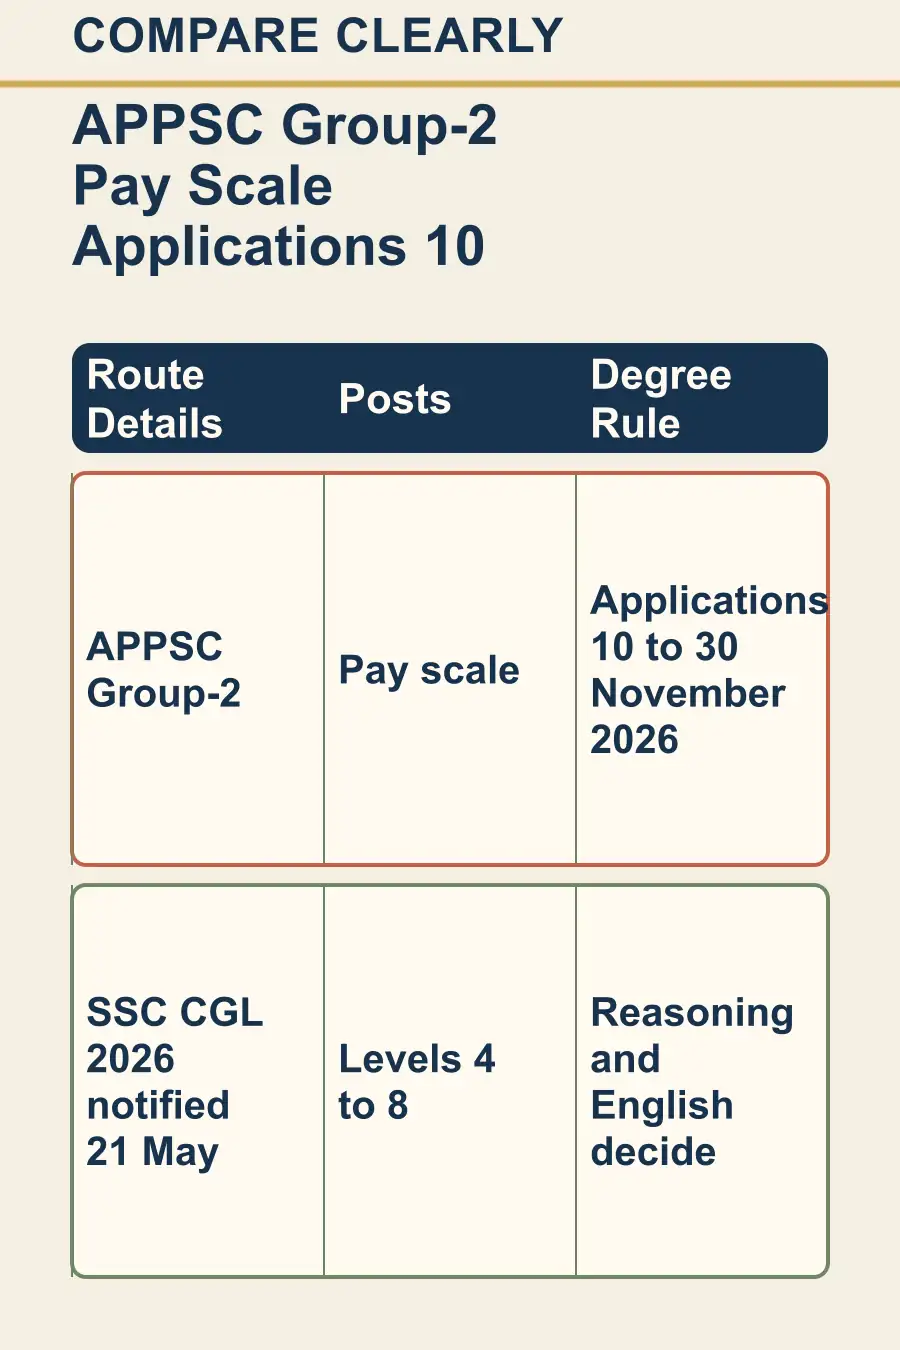 COMPARE CLEARLY
APPSC Group-2
Pay Scale
Applications 10
Route
Details
Posts
Degree
Rule
APPSC
Group-2
Pay scale
Applications
10 to 30
November
2026
SSC CGL
2026
notified
21 May
Levels 4
to 8
Reasoning
and
English
decide